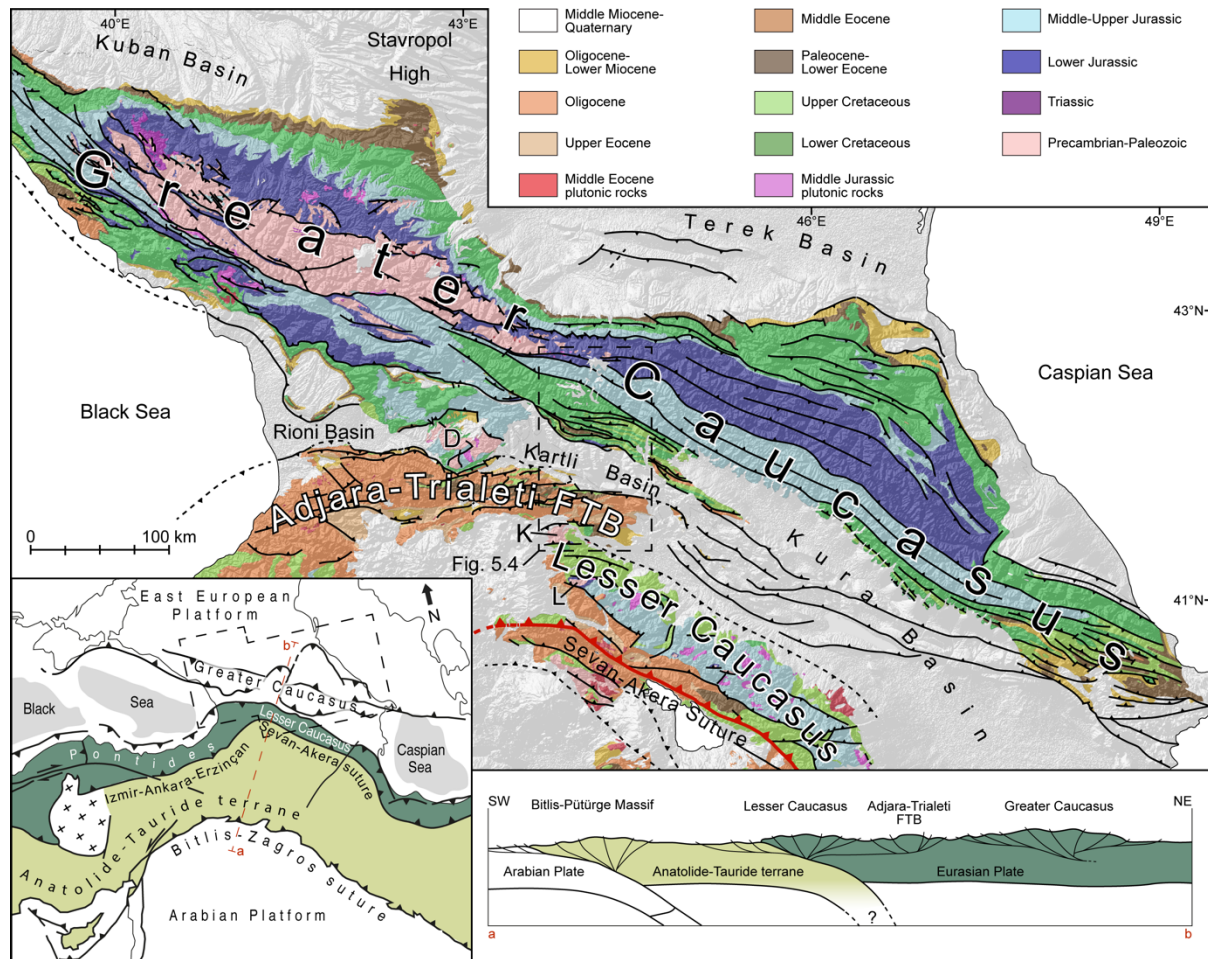 40°E
43°E
Kuban Basin
Stavropol
High
Middle Miocene-
Quaternary
Oligocene-
Lower Miocene
Oligocene
Upper Eocene
Middle Eocene
plutonic rocks
Middle Eocene
Paleocene-
Lower Eocene
Upper Cretaceous
Lower Cretaceous
Middle Jurassic
plutonic rocks
Middle-Upper Jurassic
Lower Jurassic
Triassic
Precambrian-Paleozoic
46°E
49°E
Terek Basin
43°N
Greater Caucasus
Caspian Sea
Black Sea
Rioni Basin
D
Kartli Basin
Adjara-Trialeti FTB
K
Fig. 5.4
L
Kura Basin
Lesser Caucasus
Sevan-Akera Suture
41°N
0 100 km
East European
Platform
N
b
Greater Caucasus
Black
Sea
Lesser Caucasus
Sevan-Akera suture
Caspian
Sea
Pontides
Izmir-Ankara-Erzinçan
Anatolide-Tauride terrane
Bitlis-Zagros suture
a
Arabian Platform
SW
Bitlis-Pütürge Massif
Lesser Caucasus
Adjara-Trialeti
FTB
Greater Caucasus
NE
Arabian Plate
Anatolide-Tauride terrane
Eurasian Plate
?
a
b